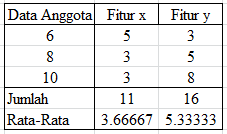 Data Anggota Fitur x Fitur y
6 5 3
8 3 5
10 3 8
Jumlah 11 16
Rata-Rata 3.66667 5.33333